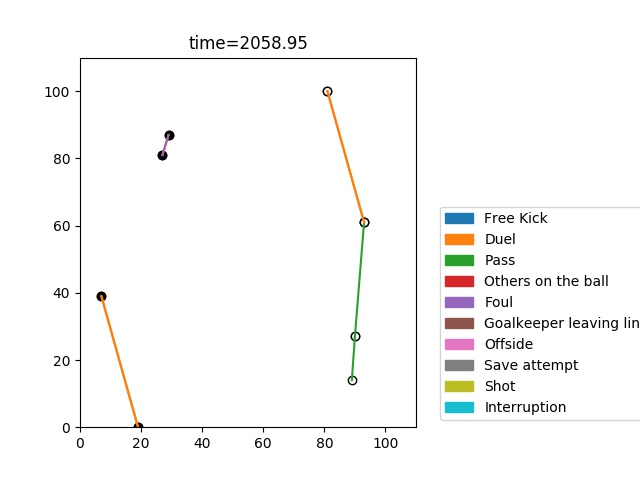 time=2058.95
100
80
60
40
20
0
0 20 40 60 80 100
Free Kick
Duel
Pass
Others on the ball
Foul
Goalkeeper leaving lin
Offside
Save attempt
Shot
Interruption